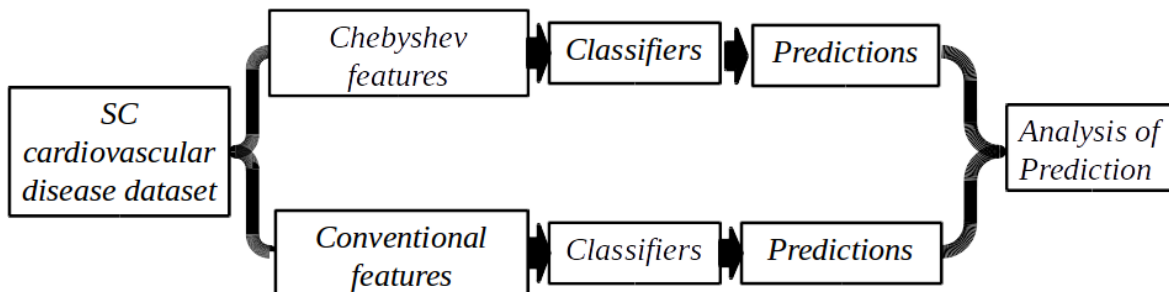 SC
cardiovascular
disease dataset
Chebyshev
features
Classifiers
Predictions
Conventional
features
Classifiers
Predictions
Analysis of
Prediction